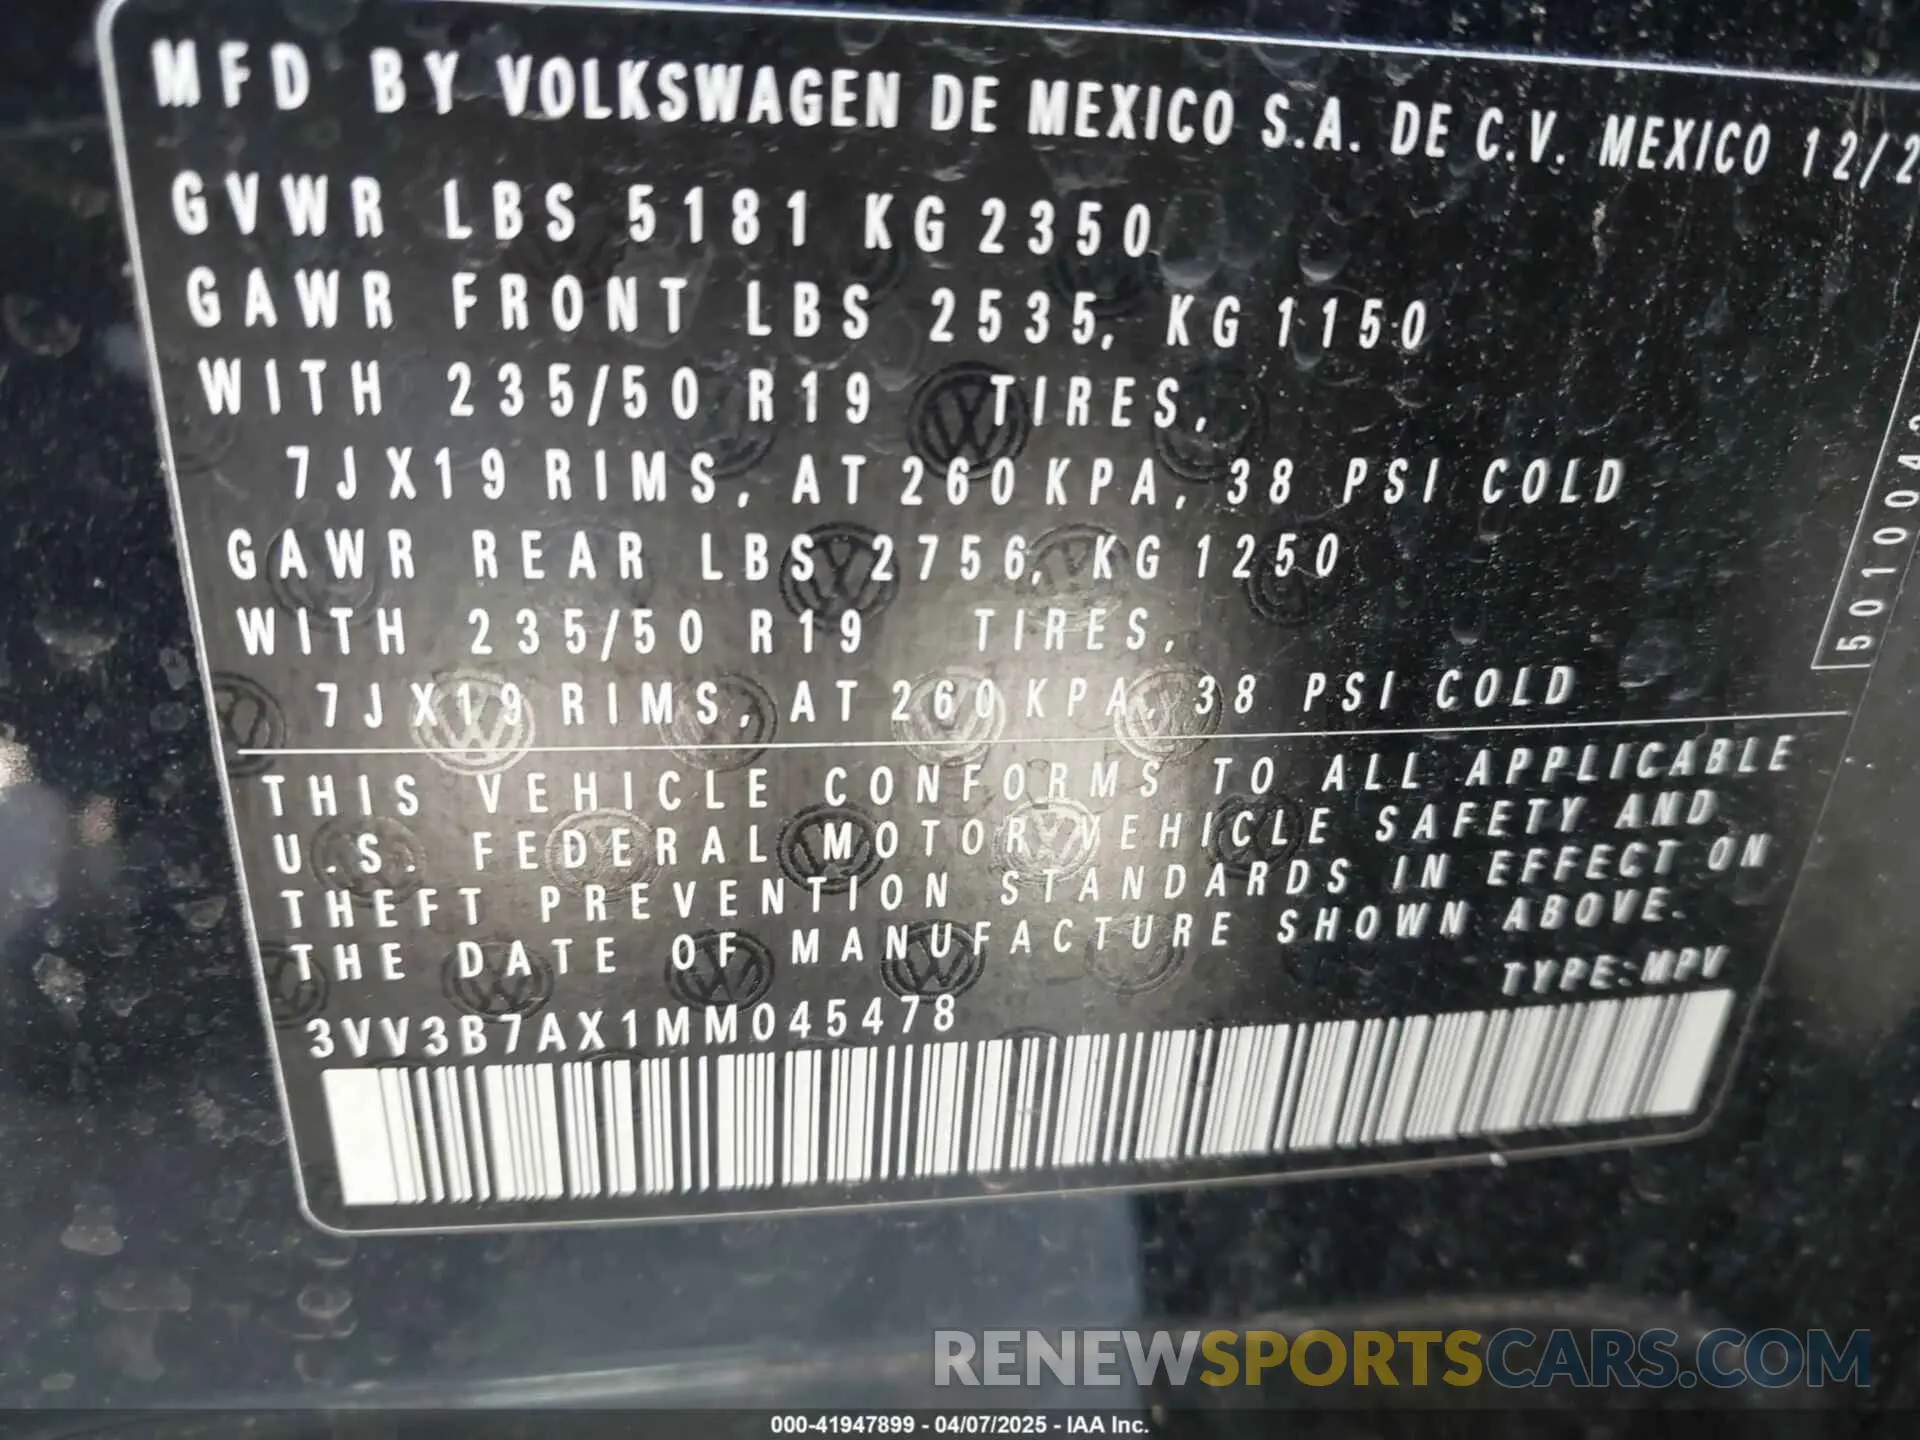 MFD BY VOLKSWAGEN DE MEXICO S.A. DE C.V. MEXICO 12/2
GVWR LBS 5181 KG 2350
GAWR FRONT LBS 2535, KG 1150
WITH 235/50 R19 TIRES,
7JX19 RIMS, AT 260 KPA, 38 PSI COLD
GAWR REAR LBS 2756, KG 1250
WITH 235/50 R19 TIRES,
7JX19 RIMS, AT 260 KPA, 38 PSI COLD
THIS VEHICLE CONFORMS TO ALL APPLICABLE
U.S. FEDERAL MOTOR VEHICLE SAFETY AND
THEFT PREVENTION STANDARDS IN EFFECT ON
THE DATE OF MANUFACTURE SHOWN ABOVE.
TYPE:MPV
3VV3B7AX1MM045478
RENEWSPORTSCARS.COM
000-41947899 - 04/07/2025 - IAA Inc.